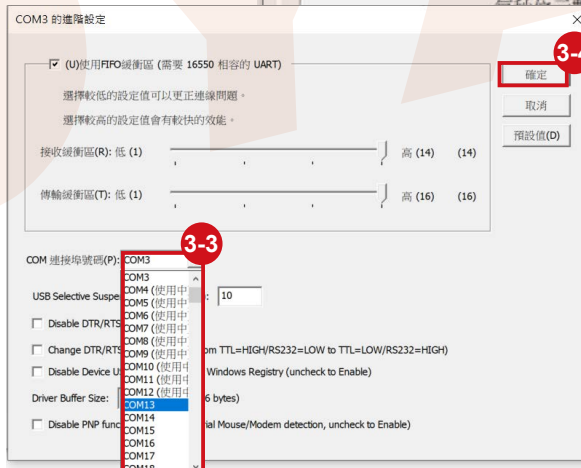 COM3 的進階設定
3-4
(U)使用FIFO緩衝區 (需要 16550 相容的 UART)
確定
選擇較低的設定值可以更正連線問題。
取消
選擇較高的設定值會有較快的效能。
預設值(D)
接收緩衝區(R): 低 (1) 高 (14) (14)
傳輸緩衝區(T): 低 (1) 高 (16) (16)
3-3
COM 連接埠號碼(P): COM3
COM3
COM4 (使用中
USB Selective Suspe : 10
COM5 (使用中
COM6 (使用中
Disable DTR/RTS
COM7 (使用中
COM8 (使用中
Change DTR/RTS om TTL=HIGH/RS232=LOW to TTL=LOW/RS232=HIGH)
COM9 (使用中
COM10 (使用中
Disable Device U Windows Registry (uncheck to Enable)
COM11 (使用中
COM12 (使用中
Driver Buffer Size: 6 bytes)
COM13
COM14
Disable PNP func ial Mouse/Modem detection, uncheck to Enable)
COM15
COM16
COM17
COM18